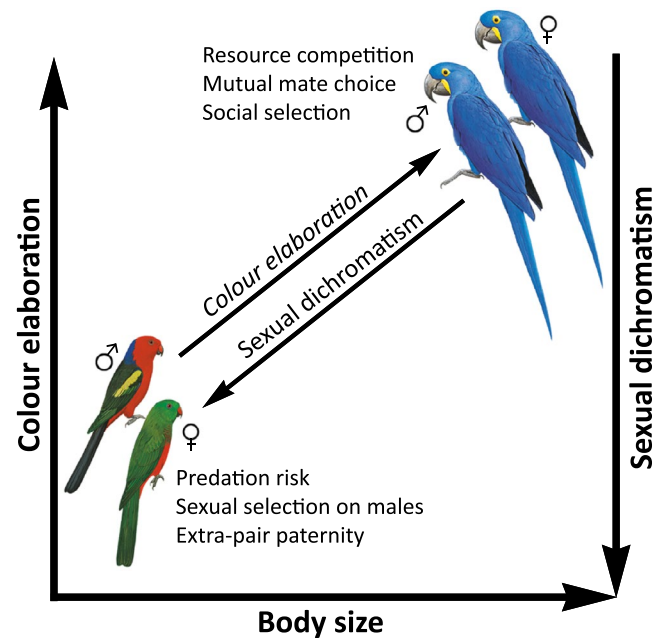 Resource competition
Mutual mate choice
Social selection
♀
♂
Colour elaboration
Sexual dichromatism
Colour elaboration
Sexual dichromatism
♂
♀
Predation risk
Sexual selection on males
Extra-pair paternity
Body size